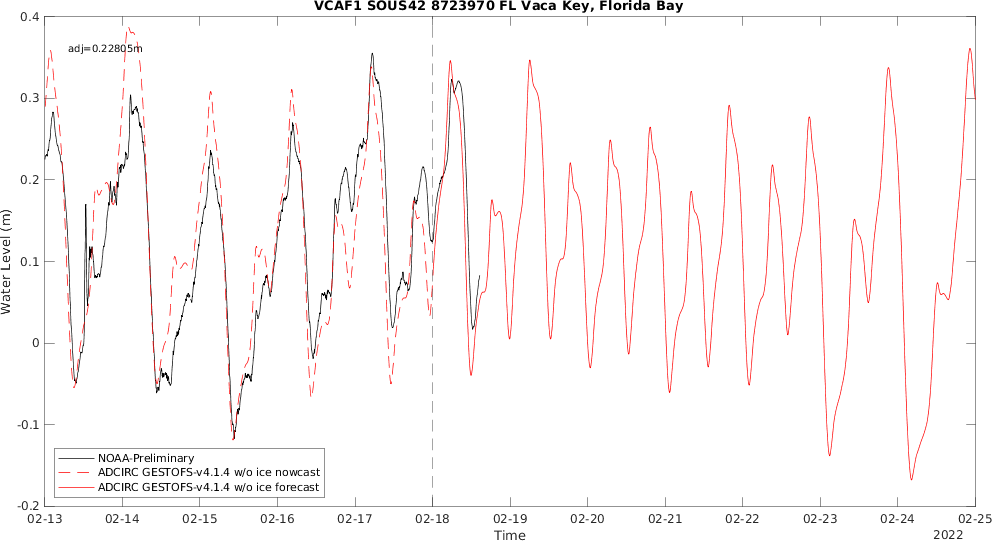 VCAF1 SOUS42 8723970 FL Vaca Key, Florida Bay
adj=0.22805m
0.4
0.3
0.2
0.1
0
-0.1
-0.2
Water Level (m)
NOAA-Preliminary
ADCIRC GESTOFS-v4.1.4 w/o ice nowcast
ADCIRC GESTOFS-v4.1.4 w/o ice forecast
02-13 02-14 02-15 02-16 02-17 02-18 02-19 02-20 02-21 02-22 02-23 02-24 02-25
Time
2022